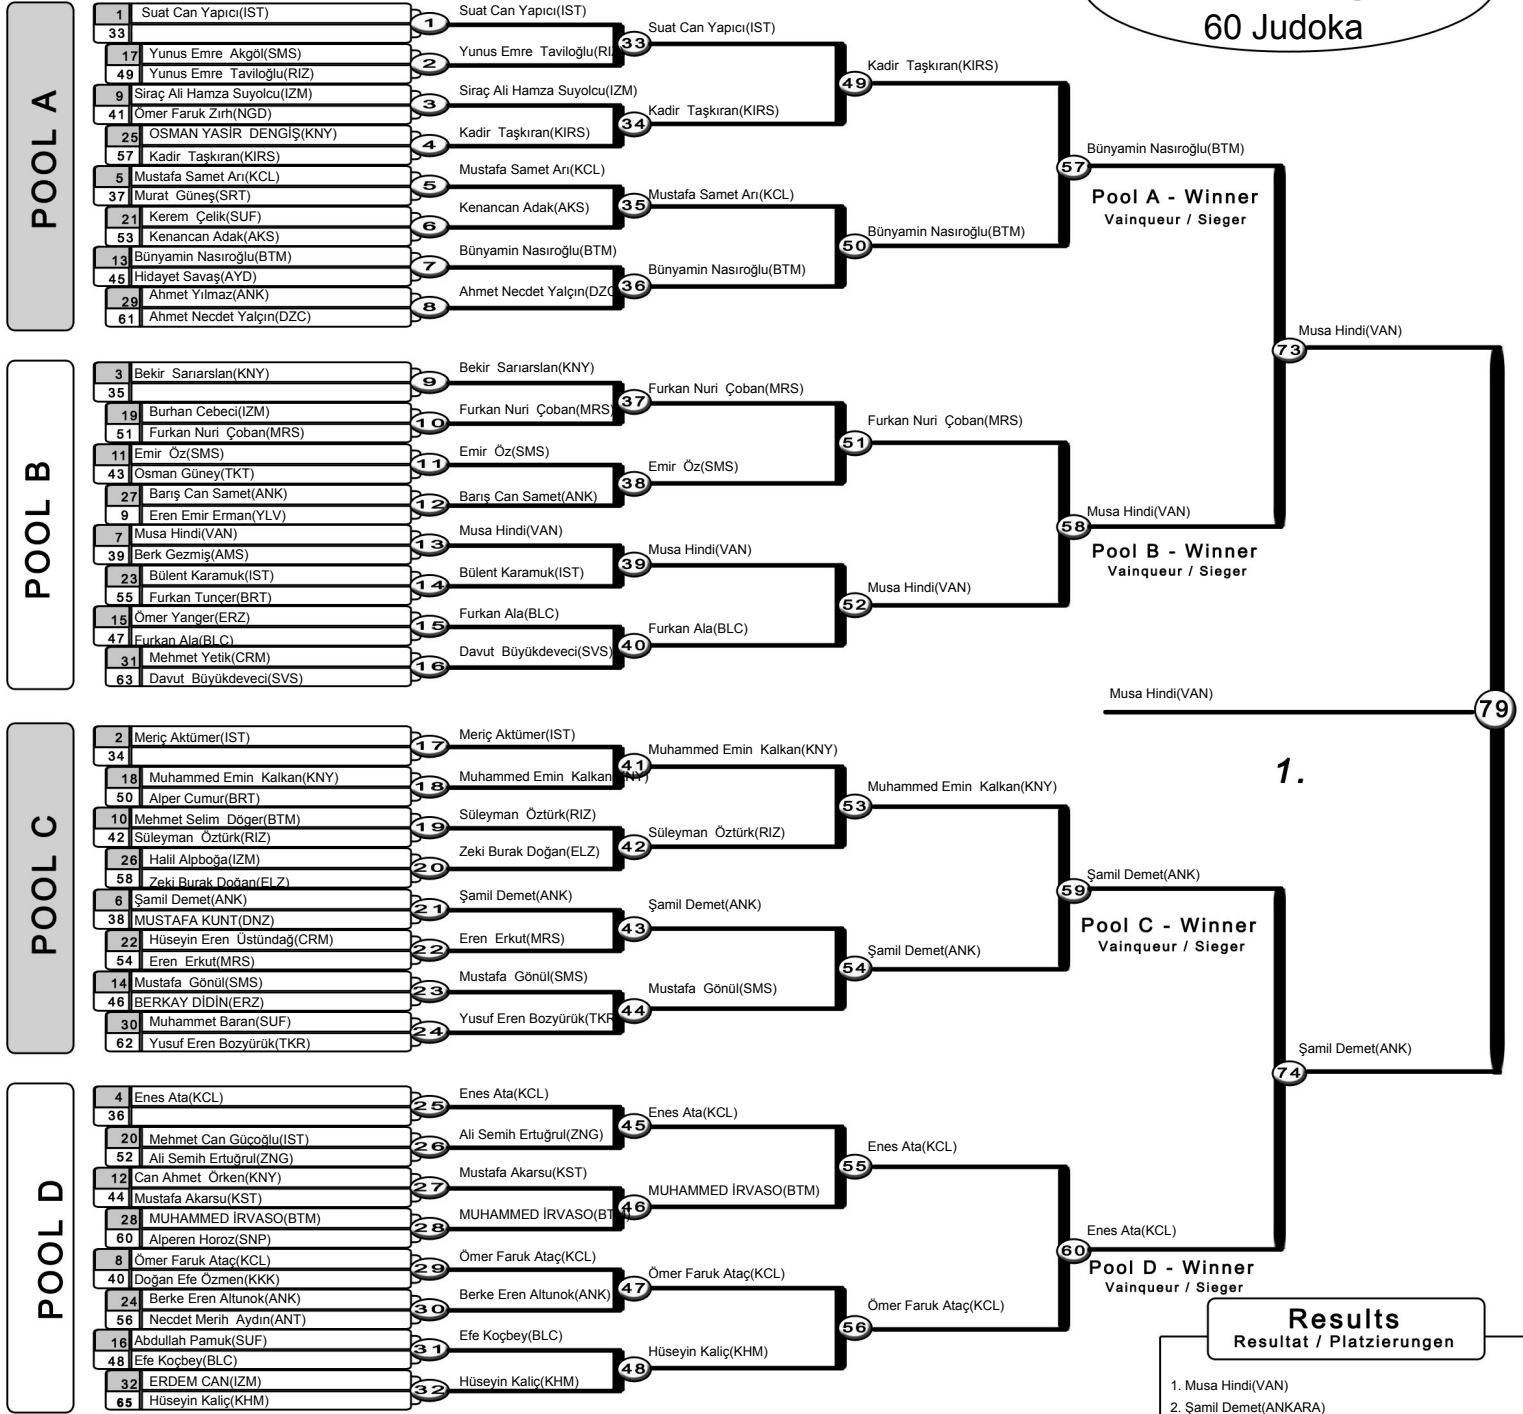 60 Judoka
POOL A
1 Suat Can Yapıcı(IST)
33
17 Yunus Emre Akgöl(SMS)
49 Yunus Emre Taviloğlu(RIZ)
9 Siraç Ali Hamza Suyolcu(IZM)
41 Ömer Faruk Zırh(NGD)
25 OSMAN YASİR DENGİŞ(KNY)
57 Kadir Taşkıran(KIRS)
5 Mustafa Samet Arı(KCL)
37 Murat Güneş(SRT)
21 Kerem Çelik(SUF)
53 Kenancan Adak(AKS)
13 Bünyamin Nasıroğlu(BTM)
45 Hidayet Savaş(AYD)
29 Ahmet Yılmaz(ANK)
61 Ahmet Necdet Yalçın(DZC)
1 Suat Can Yapıcı(IST)
2 Yunus Emre Taviloğlu(RI
3 Siraç Ali Hamza Suyolcu(IZM)
4 Kadir Taşkıran(KIRS)
5 Mustafa Samet Arı(KCL)
6 Kenancan Adak(AKS)
7 Bünyamin Nasıroğlu(BTM)
8 Ahmet Necdet Yalçın(DZC
33 Suat Can Yapıcı(IST)
34 Kadir Taşkıran(KIRS)
35 Mustafa Samet Arı(KCL)
36 Bünyamin Nasıroğlu(BTM)
49 Kadir Taşkıran(KIRS)
50 Bünyamin Nasıroğlu(BTM)
57 Bünyamin Nasıroğlu(BTM)
Pool A - Winner
Vainqueur / Sieger
POOL B
3 Bekir Sarıarslan(KNY)
35
19 Burhan Cebeci(IZM)
51 Furkan Nuri Çoban(MRS)
11 Emir Öz(SMS)
43 Osman Güney(TKT)
27 Barış Can Samet(ANK)
9 Eren Emir Erman(YLV)
7 Musa Hindi(VAN)
39 Berk Gezmiş(AMS)
23 Bülent Karamuk(IST)
55 Furkan Tunçer(BRT)
15 Ömer Yanger(ERZ)
47 Furkan Ala(BLC)
31 Mehmet Yetik(CRM)
63 Davut Büyükdeveci(SVS)
9 Bekir Sarıarslan(KNY)
10 Furkan Nuri Çoban(MRS)
11 Emir Öz(SMS)
12 Barış Can Samet(ANK)
13 Musa Hindi(VAN)
14 Bülent Karamuk(IST)
15 Furkan Ala(BLC)
16 Davut Büyükdeveci(SVS)
37 Furkan Nuri Çoban(MRS)
38 Emir Öz(SMS)
39 Musa Hindi(VAN)
40 Furkan Ala(BLC)
51 Furkan Nuri Çoban(MRS)
52 Musa Hindi(VAN)
58 Musa Hindi(VAN)
Pool B - Winner
Vainqueur / Sieger
73 Musa Hindi(VAN)
Musa Hindi(VAN)
79
1.
POOL C
2 Meriç Aktümer(IST)
34
18 Muhammed Emin Kalkan(KNY)
50 Alper Cumur(BRT)
10 Mehmet Selim Döger(BTM)
42 Süleyman Öztürk(RIZ)
26 Halil Alpboğa(IZM)
58 Zeki Burak Doğan(ELZ)
6 Şamil Demet(ANK)
38 MUSTAFA KUNT(DNZ)
22 Hüseyin Eren Üstündağ(CRM)
54 Eren Erkut(MRS)
14 Mustafa Gönül(SMS)
46 BERKAY DİDİN(ERZ)
30 Muhammet Baran(SUF)
62 Yusuf Eren Bozyürük(TKR)
17 Meriç Aktümer(IST)
18 Muhammed Emin Kalkan(KNY)
19 Süleyman Öztürk(RIZ)
20 Zeki Burak Doğan(ELZ)
21 Şamil Demet(ANK)
22 Eren Erkut(MRS)
23 Mustafa Gönül(SMS)
24 Yusuf Eren Bozyürük(TKR
41 Muhammed Emin Kalkan(KNY)
42 Süleyman Öztürk(RIZ)
43 Şamil Demet(ANK)
44 Mustafa Gönül(SMS)
53 Muhammed Emin Kalkan(KNY)
54 Şamil Demet(ANK)
59 Şamil Demet(ANK)
Pool C - Winner
Vainqueur / Sieger
74 Şamil Demet(ANK)
POOL D
4 Enes Ata(KCL)
36
20 Mehmet Can Güçoğlu(IST)
52 Ali Semih Ertuğrul(ZNG)
12 Can Ahmet Örken(KNY)
44 Mustafa Akarsu(KST)
28 MUHAMMED İRVASO(BTM)
60 Alperen Horoz(SNP)
8 Ömer Faruk Ataç(KCL)
40 Doğan Efe Özmen(KKK)
24 Berke Eren Altunok(ANK)
56 Necdet Merih Aydın(ANT)
16 Abdullah Pamuk(SUF)
48 Efe Koçbey(BLC)
32 ERDEM CAN(IZM)
65 Hüseyin Kaliç(KHM)
25 Enes Ata(KCL)
26 Ali Semih Ertuğrul(ZNG)
27 Mustafa Akarsu(KST)
28 MUHAMMED İRVASO(BTM)
29 Ömer Faruk Ataç(KCL)
30 Berke Eren Altunok(ANK)
31 Efe Koçbey(BLC)
32 Hüseyin Kaliç(KHM)
45 Enes Ata(KCL)
46 MUHAMMED İRVASO(BTM)
47 Ömer Faruk Ataç(KCL)
48 Hüseyin Kaliç(KHM)
55 Enes Ata(KCL)
56 Ömer Faruk Ataç(KCL)
60 Enes Ata(KCL)
Pool D - Winner
Vainqueur / Sieger
Results
Resultat / Platzierungen
1. Musa Hindi(VAN)
2. Şamil Demet(ANKARA)